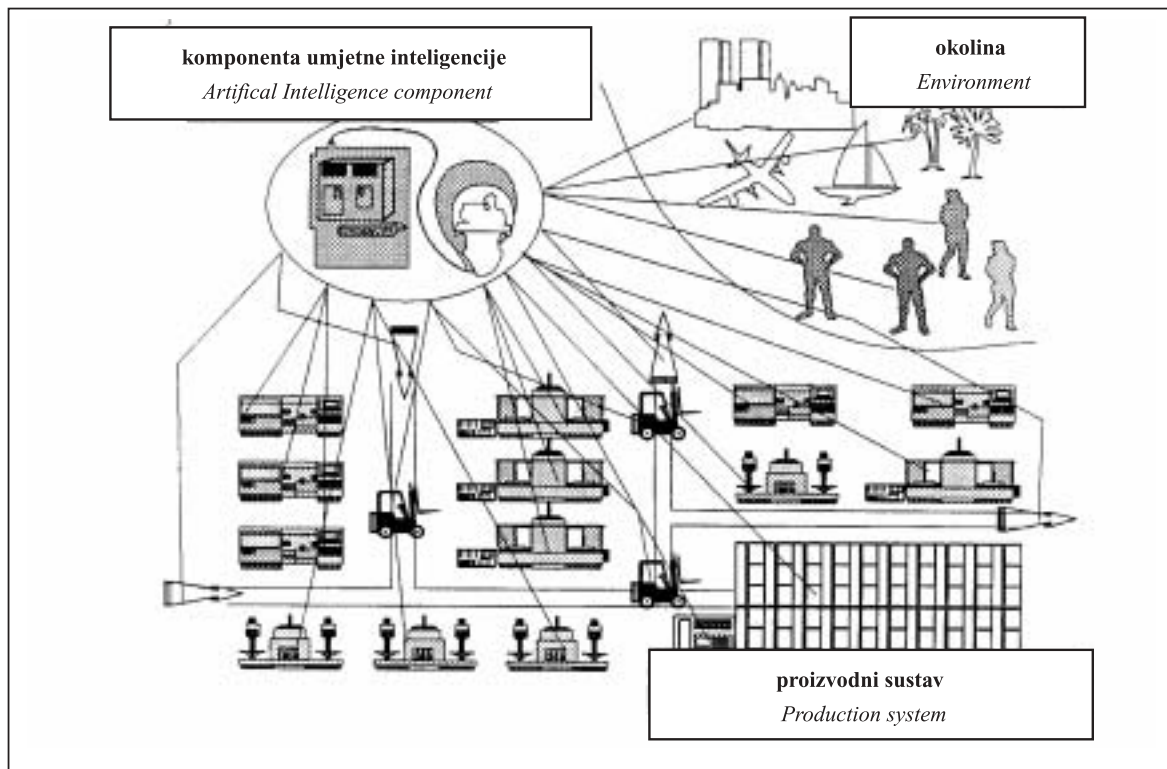 komponenta umjetne inteligencije
Artifical Intelligence component
okolina
Environment
proizvodni sustav
Production system